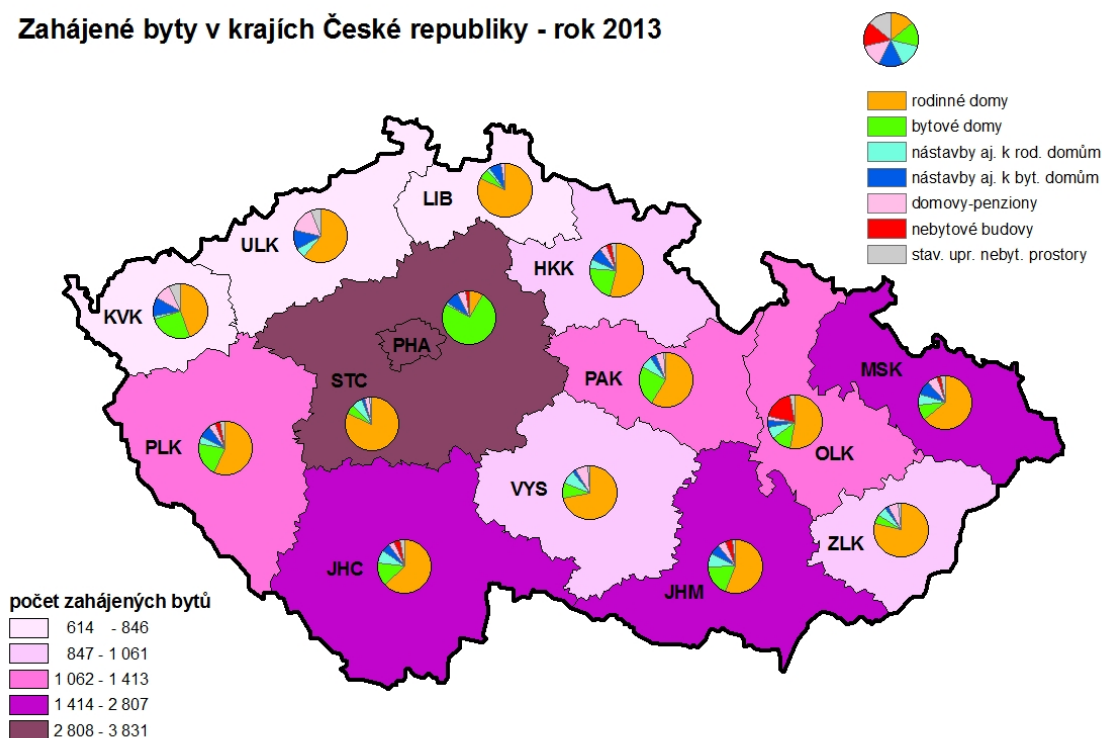 Zahájené byty v krajích České republiky - rok 2013
rodinné domy
bytové domy
nástavby aj. k rod. domům
nástavby aj. k byt. domům
domovy-penziony
nebytové budovy
stav. upr. nebyt. prostory
LIB
ULK
HKK
KVK
PHA
STC
PAK
MSK
PLK
OLK
VYS
ZLK
JHC
JHM
počet zahájených bytů
614 - 846
847 - 1 061
1 062 - 1 413
1 414 - 2 807
2 808 - 3 831